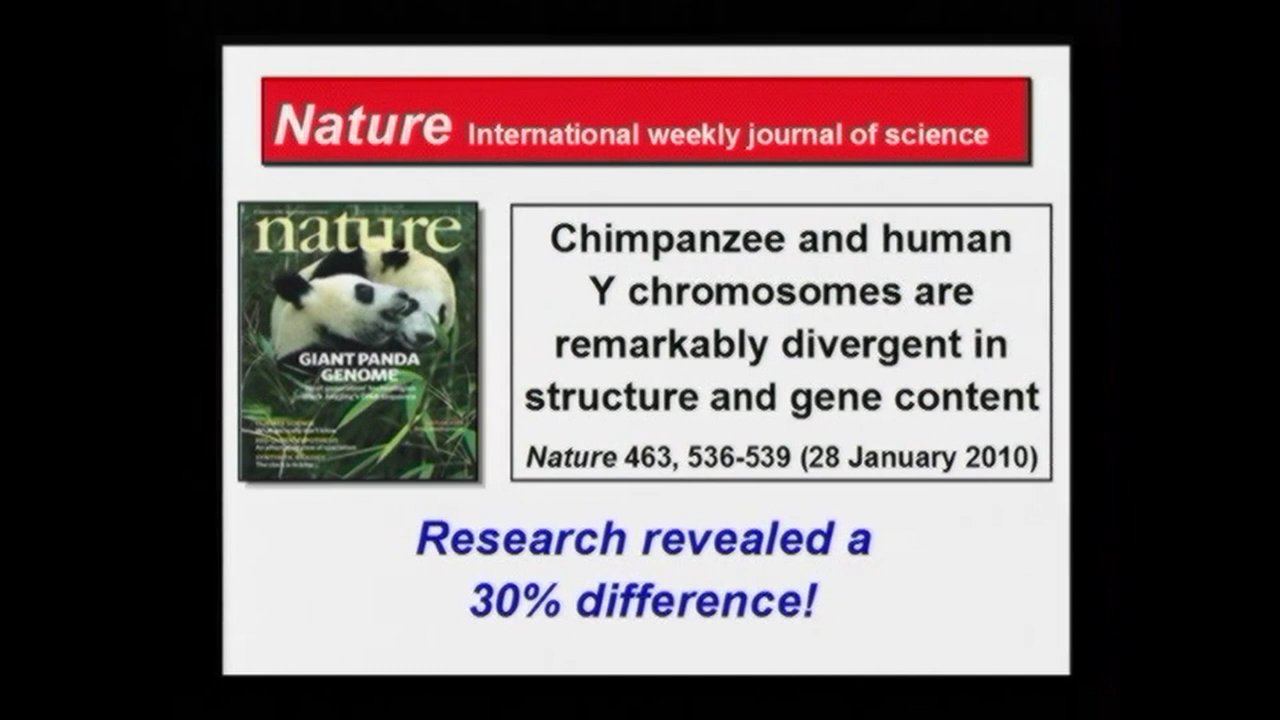 Nature International weekly journal of science
nature
GIANT PANDA
GENOME
Chimpanzee and human
Y chromosomes are
remarkably divergent in
structure and gene content
Nature 463, 536-539 (28 January 2010)
Research revealed a
30% difference!